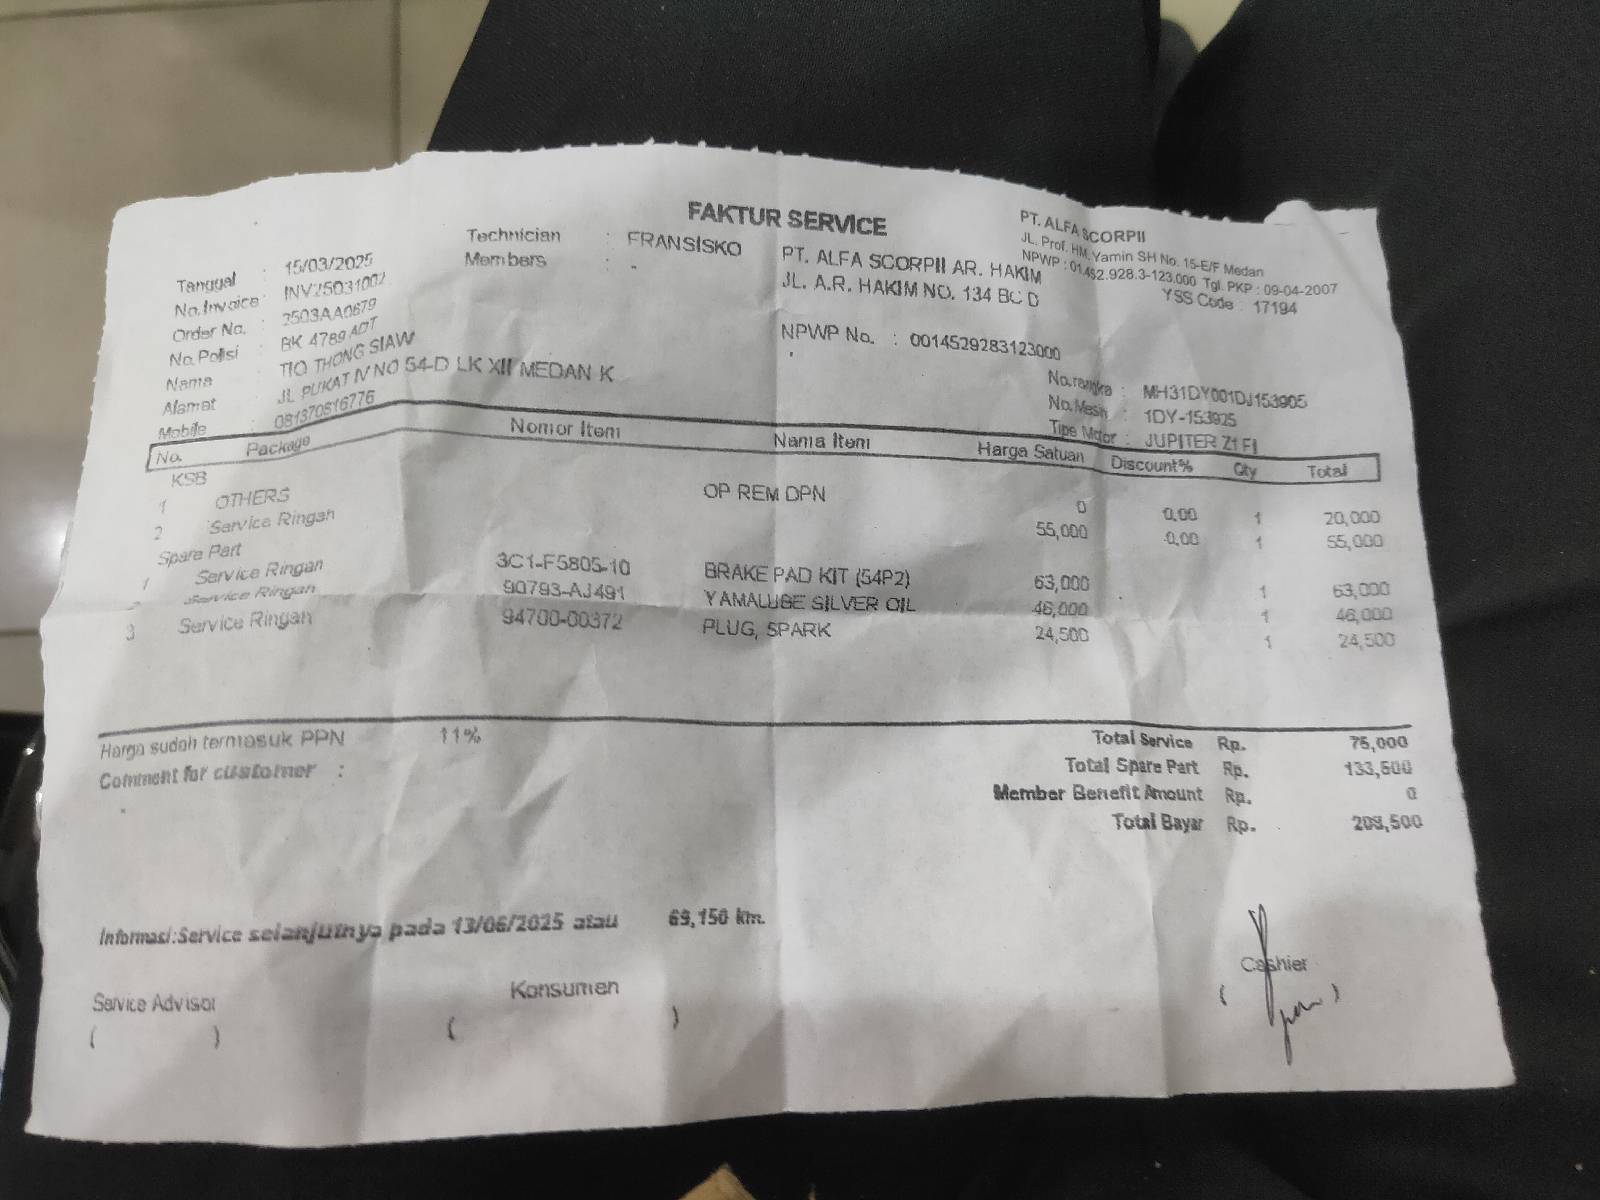 FAKTUR SERVICE
PT. ALFA SCORPII
JL. Prof. HM. Yamin SH No. 15-E/F Medan
NPWP : 01.452.928.3-123.000 Tgl. PKP : 09-04-2007
YSS Code : 17194
Technician : FRANSISKO
Members : -
PT. ALFA SCORPII AR. HAKIM
JL. A.R. HAKIM NO. 134 BC D
NPWP No. : 0014529283123000
Tanggal : 15/03/2025
No. Invoice : INV25031002
Order No. : 2503AA0679
No. Polisi : BK 4789 ADT
Nama : TIO THONG SIAW
Alamat : JL PUKAT IV NO 54-D LK XII MEDAN K
Mobile : 081370516776
No. rangka : MH31DY001DJ153905
No. Mesin : 1DY-153925
Tipe Motor : JUPITER Z1 FI
No. Package Nomor Item Nama Item Harga Satuan Discount% Qty Total
KSB
1 OTHERS OP REM DPN 0 0.00 1 20,000
2 Service Ringan 55,000 0.00 1 55,000
Spare Part
1 Service Ringan 3C1-F5805-10 BRAKE PAD KIT (54P2) 63,000 1 63,000
Service Ringan 90793-AJ491 YAMALUBE SILVER OIL 46,000 1 46,000
3 Service Ringan 94700-00372 PLUG, SPARK 24,500 1 24,500
Harga sudah termasuk PPN 11%
Comment for customer :
Total Service Rp. 75,000
Total Spare Part Rp. 133,500
Member Benefit Amount Rp. 0
Total Bayar Rp. 208,500
Informasi:Service selanjutnya pada 13/06/2025 atau 69,150 km.
Service Advisor
( )
Konsumen
( )
Cashier
( )